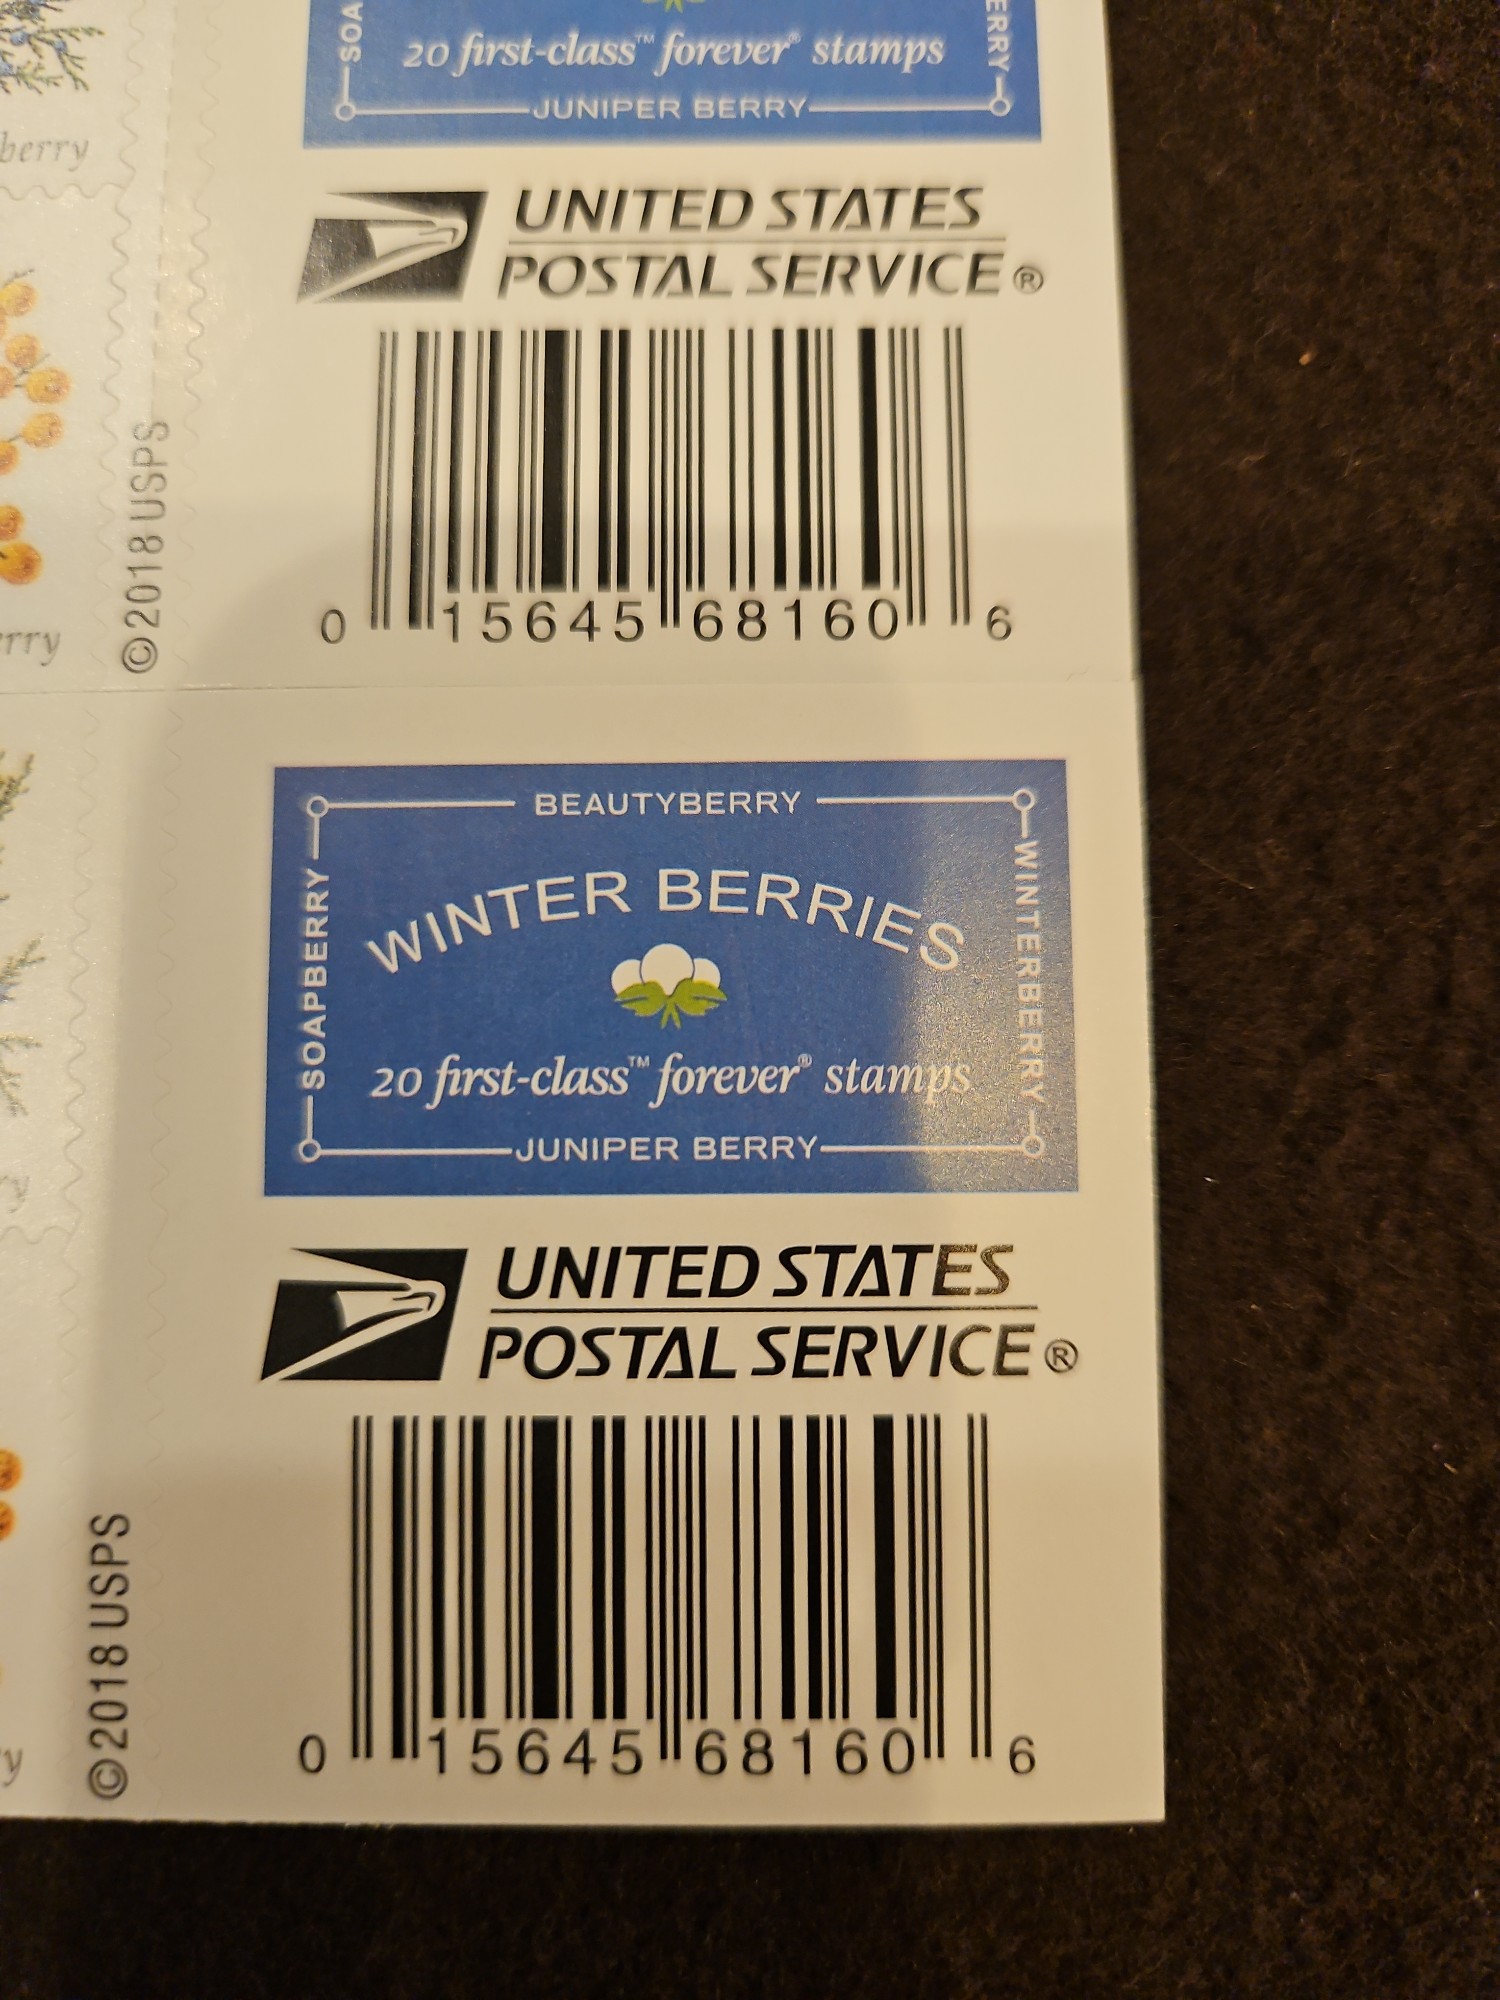 SOA
ERRY
20 first-class™ forever® stamps
JUNIPER BERRY
berry
UNITED STATES
POSTAL SERVICE®
0 15645 68160 6
©2018 USPS
erry
BEAUTYBERRY
SOAPBERRY
WINTERBERRY
WINTER BERRIES
20 first-class™ forever® stamps
JUNIPER BERRY
UNITED STATES
POSTAL SERVICE®
0 15645 68160 6
©2018 USPS
y